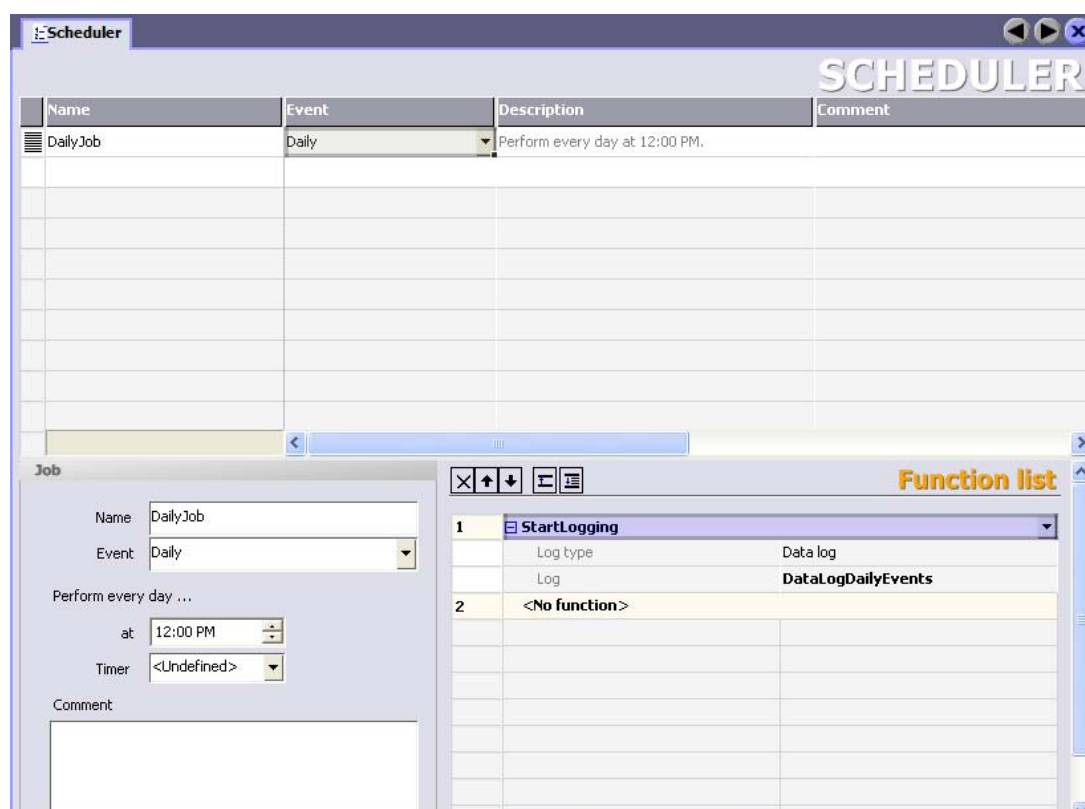 Scheduler
SCHEDULER
Name Event Description Comment
DailyJob Daily Perform every day at 12:00 PM.
Job
Name DailyJob
Event Daily
Perform every day ...
at 12:00 PM
Timer <Undefined>
Comment
Function list
1 StartLogging
Log type Data log
Log DataLogDailyEvents
2 <No function>